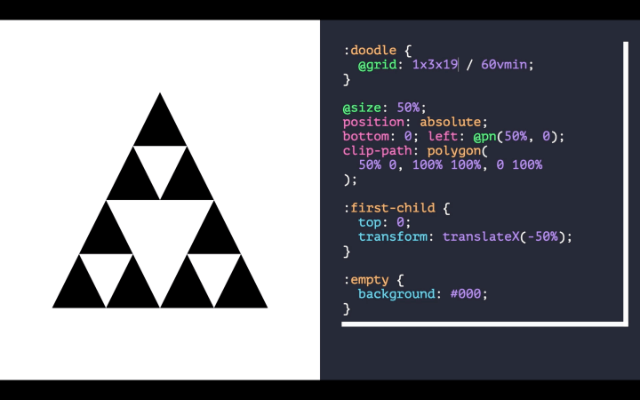 :doodle {
@grid: 1x3x19 / 60vmin;
}
@size: 50%;
position: absolute;
bottom: 0; left: @pn(50%, 0);
clip-path: polygon(
50% 0, 100% 100%, 0 100%
);
:first-child {
top: 0;
transform: translateX(-50%);
}
:empty {
background: #000;
}